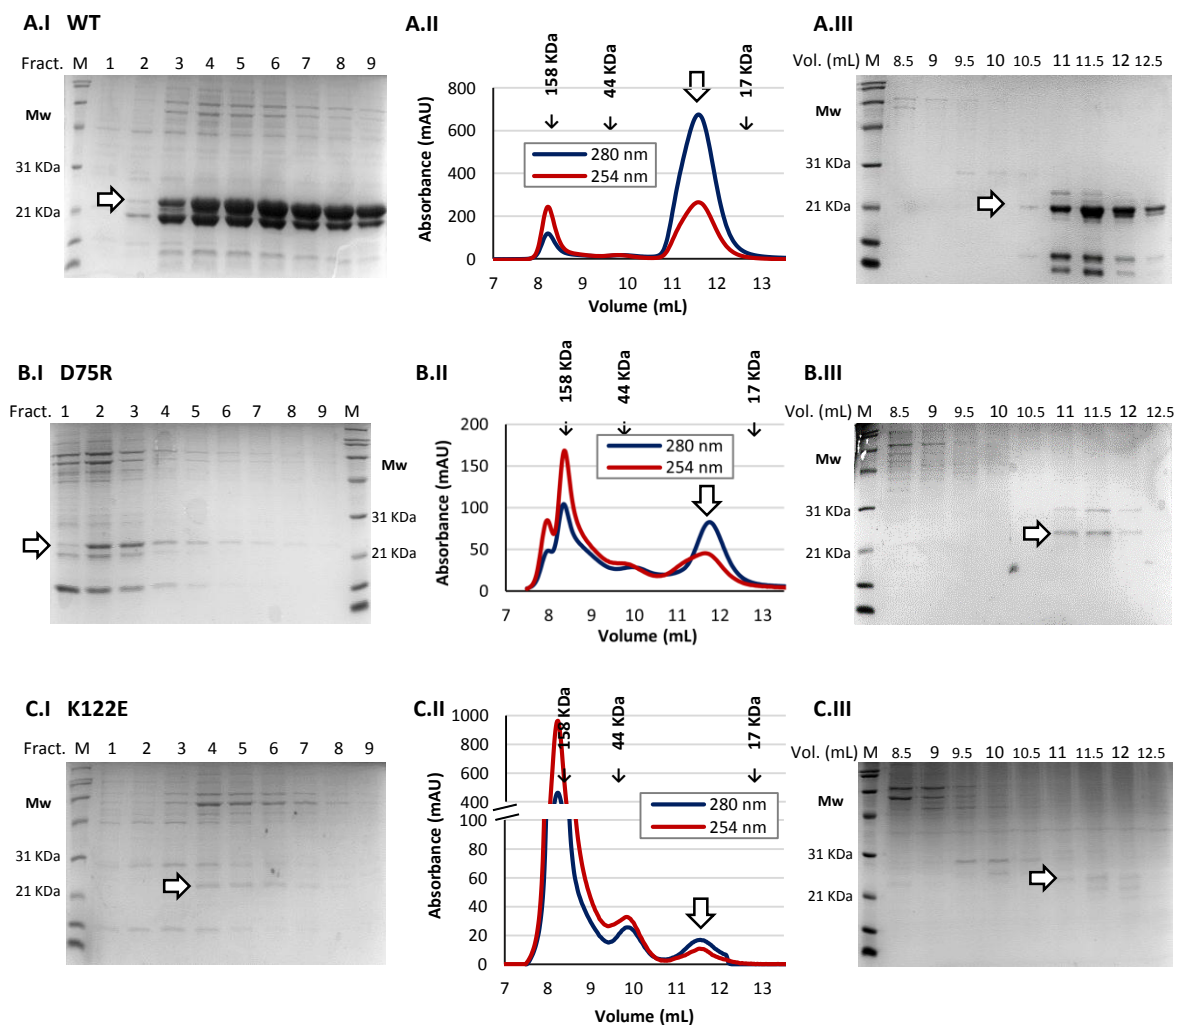 A.I WT
Fract. M 1 2 3 4 5 6 7 8 9
Mw
31 KDa
21 KDa
A.II
158 KDa
44 KDa
17 KDa
Absorbance (mAU)
800
600
400
200
0
280 nm
254 nm
7 8 9 10 11 12 13
Volume (mL)
A.III
Vol. (mL) M 8.5 9 9.5 10 10.5 11 11.5 12 12.5
Mw
31 KDa
21 KDa
B.I D75R
Fract. 1 2 3 4 5 6 7 8 9 M
Mw
31 KDa
21 KDa
B.II
158 KDa
44 KDa
17 KDa
Absorbance (mAU)
200
150
100
50
0
280 nm
254 nm
7 8 9 10 11 12 13
Volume (mL)
B.III
Vol. (mL) M 8.5 9 9.5 10 10.5 11 11.5 12 12.5
Mw
31 KDa
21 KDa
C.I K122E
Fract. M 1 2 3 4 5 6 7 8 9
Mw
31 KDa
21 KDa
C.II
158 KDa
44 KDa
17 KDa
Absorbance (mAU)
1000
800
600
400
100
80
60
40
20
0
280 nm
254 nm
7 8 9 10 11 12 13
Volume (mL)
C.III
Vol. (mL) M 8.5 9 9.5 10 10.5 11 11.5 12 12.5
Mw
31 KDa
21 KDa